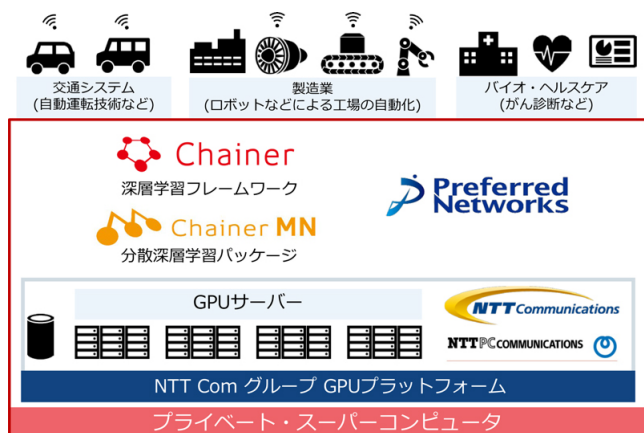 交通システム
(自動運転技術など)
製造業
(ロボットなどによる工場の自動化)
バイオ・ヘルスケア
(がん診断など)
Chainer
深層学習フレームワーク
Chainer MN
分散深層学習パッケージ
Preferred
Networks
GPUサーバー
NTT Communications
NTTPC COMMUNICATIONS
NTT Com グループ GPUプラットフォーム
プライベート・スーパーコンピュータ